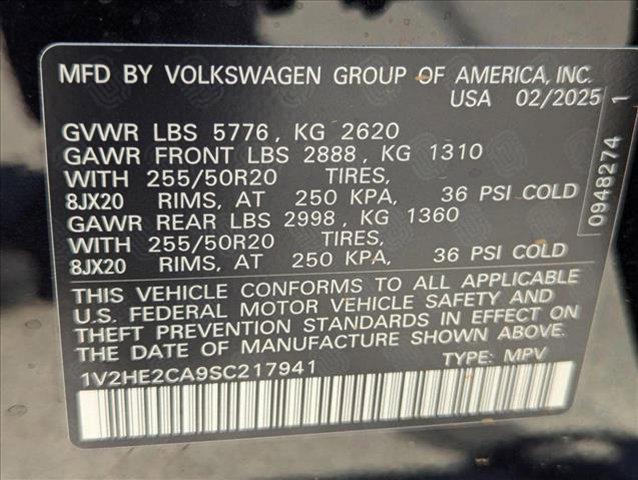 MFD BY VOLKSWAGEN GROUP OF AMERICA, INC.
USA 02/2025
GVWR LBS 5776, KG 2620
GAWR FRONT LBS 2888, KG 1310
WITH 255/50R20 TIRES,
8JX20 RIMS, AT 250 KPA, 36 PSI COLD
GAWR REAR LBS 2998, KG 1360
WITH 255/50R20 TIRES,
8JX20 RIMS, AT 250 KPA, 36 PSI COLD
THIS VEHICLE CONFORMS TO ALL APPLICABLE
U.S. FEDERAL MOTOR VEHICLE SAFETY AND
THEFT PREVENTION STANDARDS IN EFFECT ON
THE DATE OF MANUFACTURE SHOWN ABOVE.
1V2HE2CA9SC217941 TYPE: MPV
0948274 1